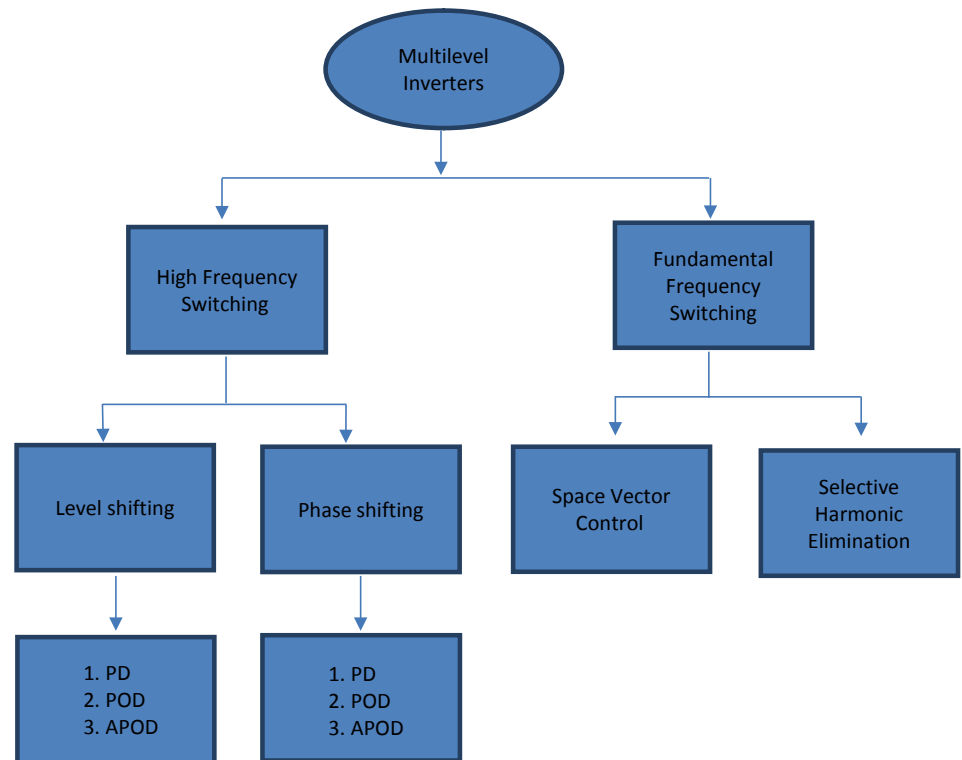 Multilevel
Inverters
High Frequency
Switching
Fundamental
Frequency
Switching
Level shifting
Phase shifting
Space Vector
Control
Selective
Harmonic
Elimination
1. PD
2. POD
3. APOD
1. PD
2. POD
3. APOD